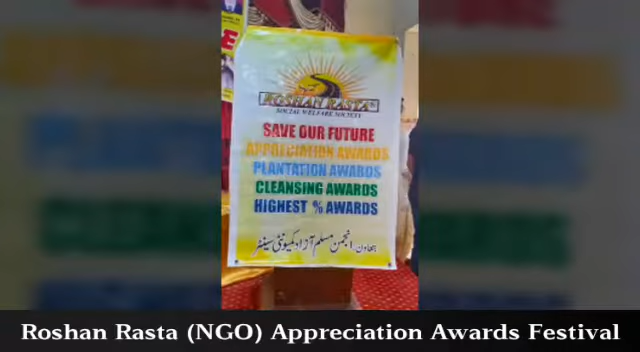 ROSHAN RASTA
SOCIAL WELFARE SOCIETY
SAVE OUR FUTURE
APPRECIATION AWARDS
PLANTATION AWARDS
CLEANSING AWARDS
HIGHEST % AWARDS
بتعاون: انجمن مسلم آزاد کمیونٹی سینٹر
Roshan Rasta (NGO) Appreciation Awards Festival